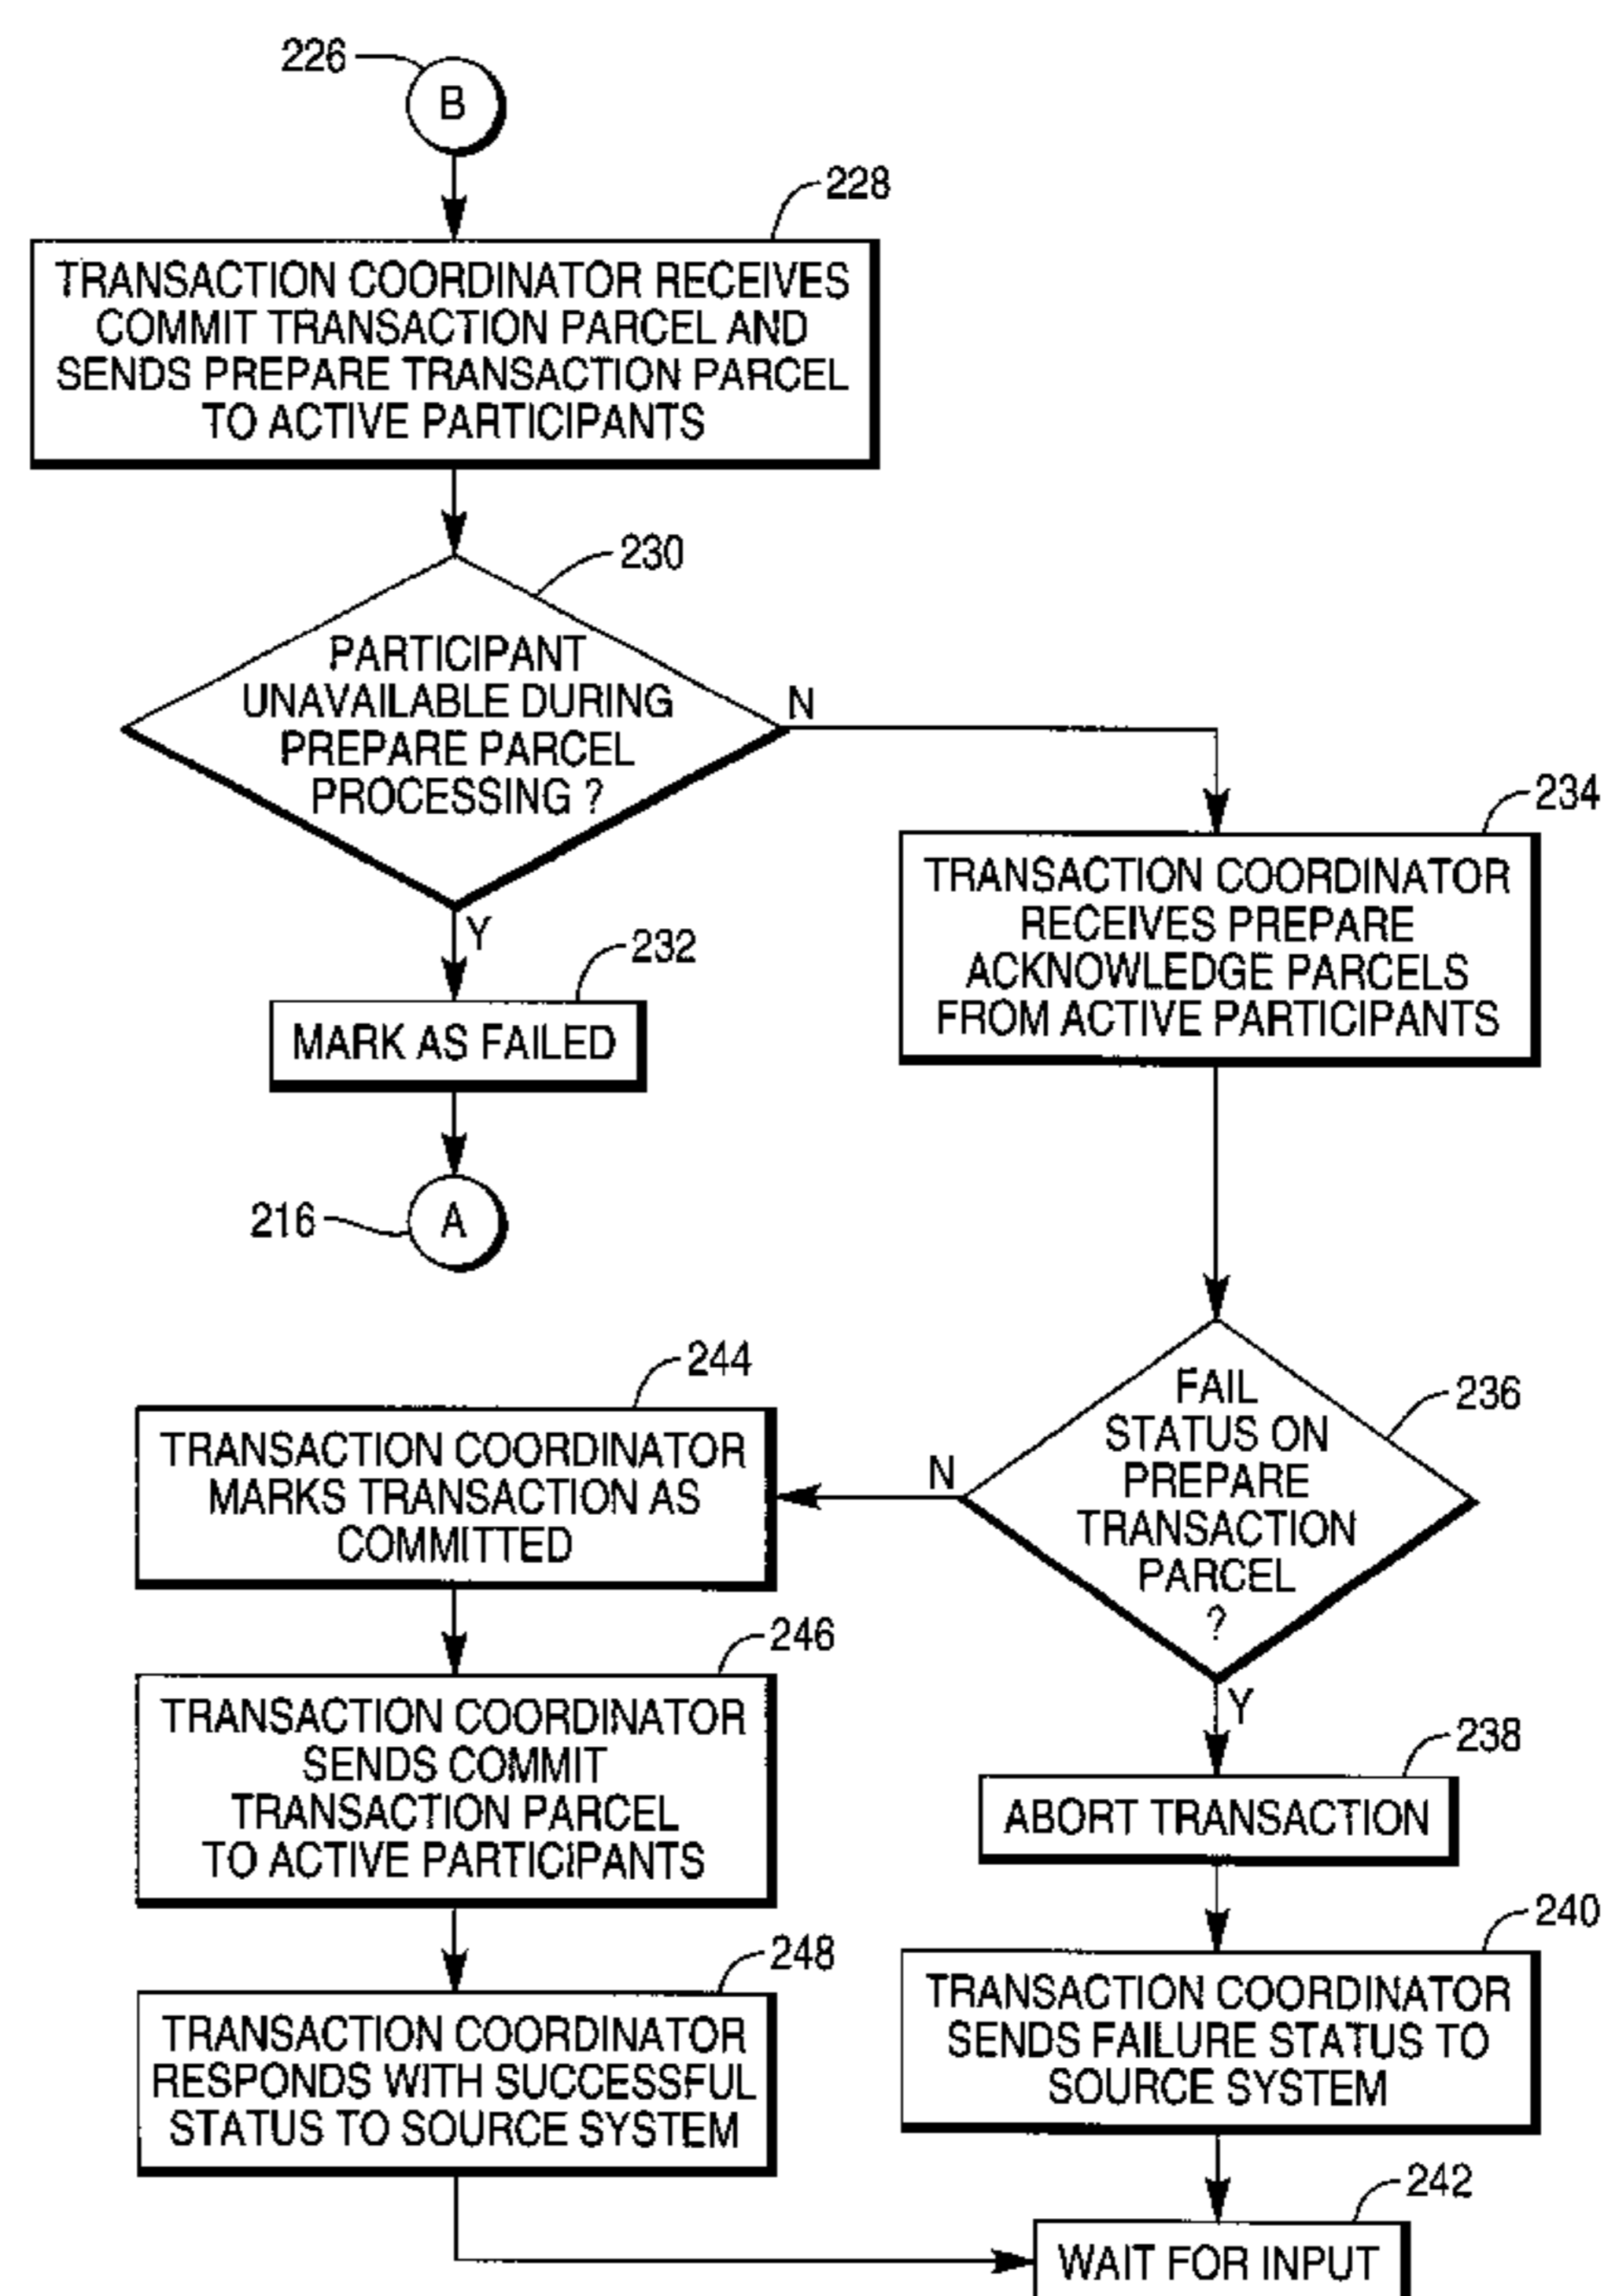 226
B
228
TRANSACTION COORDINATOR RECEIVES
COMMIT TRANSACTION PARCEL AND
SENDS PREPARE TRANSACTION PARCEL
TO ACTIVE PARTICIPANTS
230
PARTICIPANT
UNAVAILABLE DURING
PREPARE PARCEL
PROCESSING ?
N
Y
232
MARK AS FAILED
216
A
234
TRANSACTION COORDINATOR
RECEIVES PREPARE
ACKNOWLEDGE PARCELS
FROM ACTIVE PARTICIPANTS
236
FAIL
STATUS ON
PREPARE
TRANSACTION
PARCEL
?
N
Y
244
TRANSACTION COORDINATOR
MARKS TRANSACTION AS
COMMITTED
246
TRANSACTION COORDINATOR
SENDS COMMIT
TRANSACTION PARCEL
TO ACTIVE PARTICIPANTS
248
TRANSACTION COORDINATOR
RESPONDS WITH SUCCESSFUL
STATUS TO SOURCE SYSTEM
238
ABORT TRANSACTION
240
TRANSACTION COORDINATOR
SENDS FAILURE STATUS TO
SOURCE SYSTEM
242
WAIT FOR INPUT